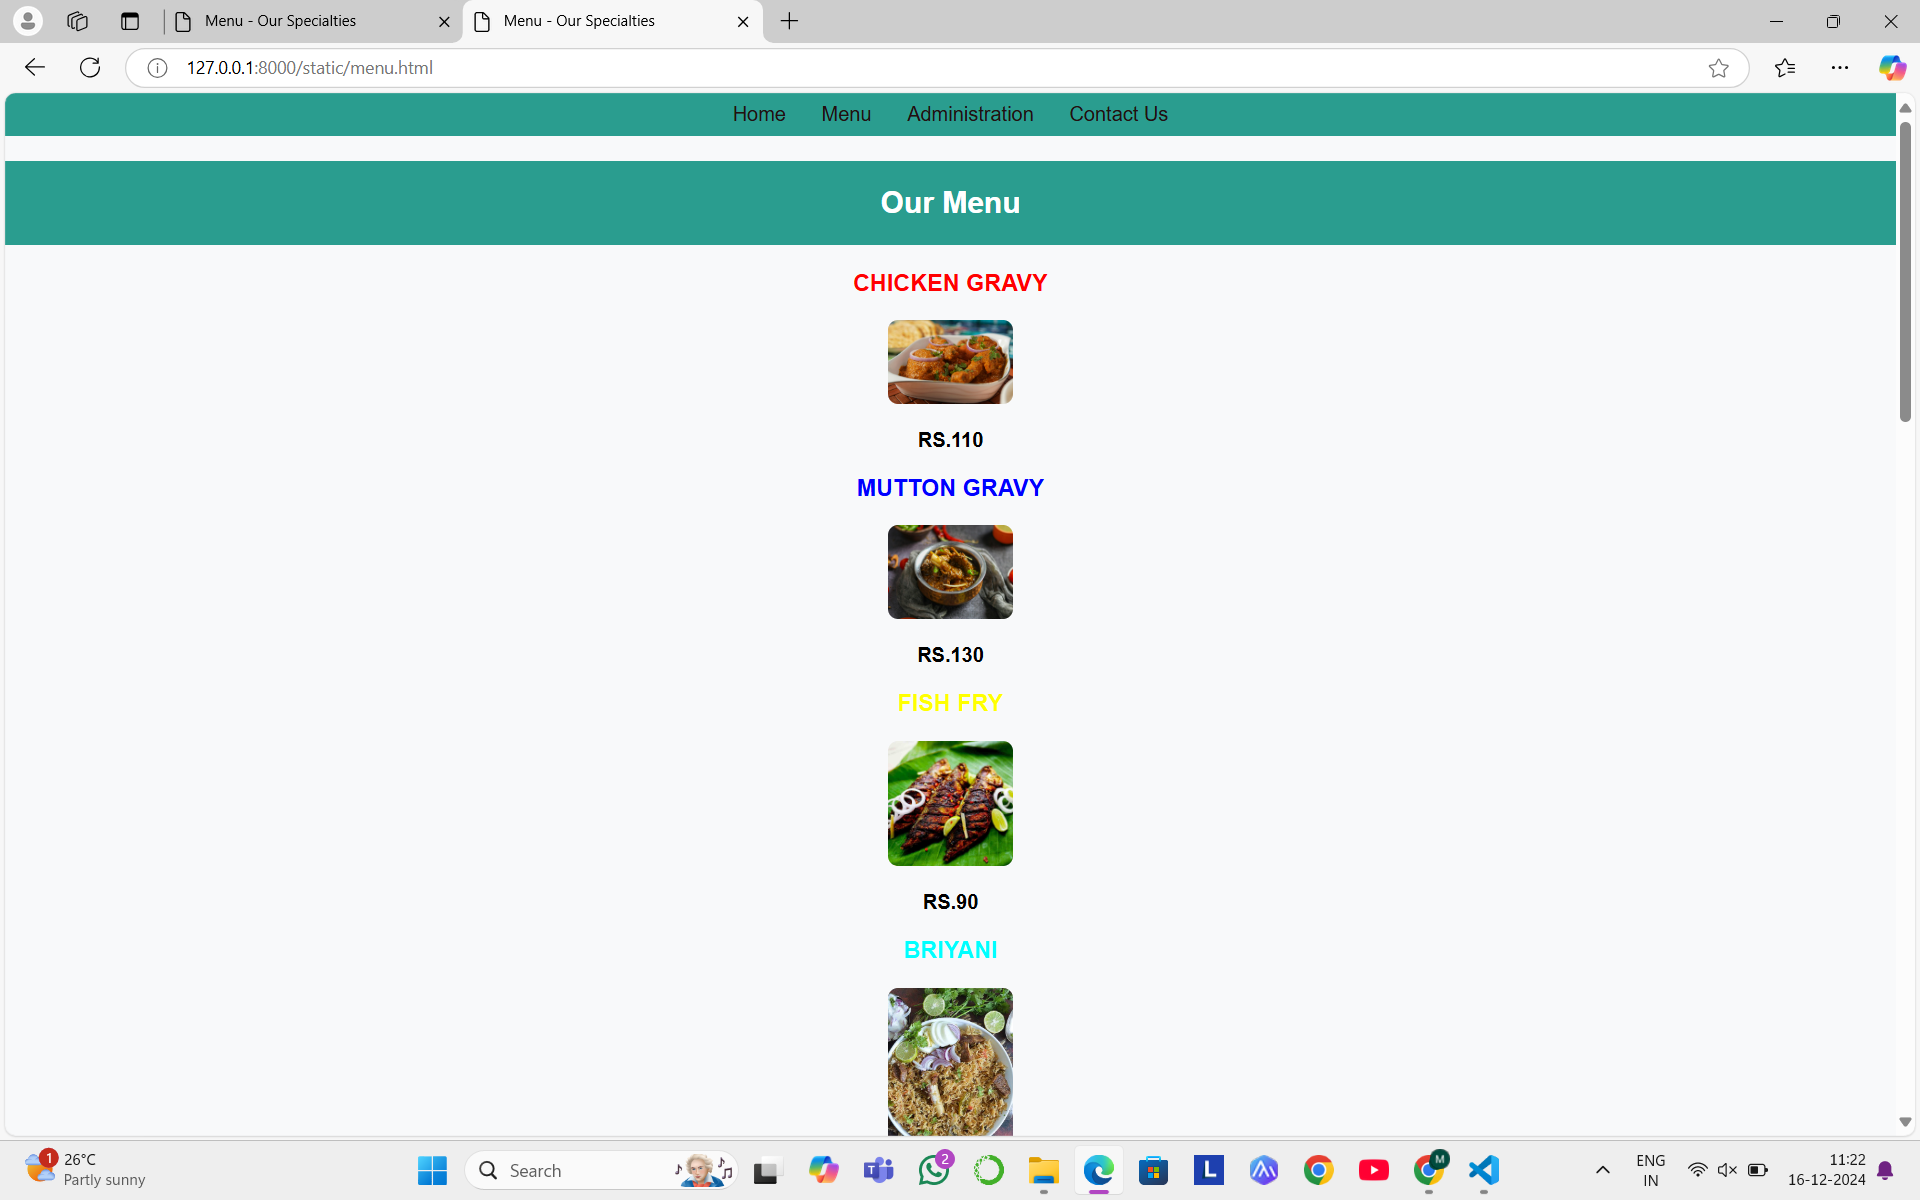 Menu - Our Specialties
Menu - Our Specialties
127.0.0.1:8000/static/menu.html
Home Menu Administration Contact Us
Our Menu
CHICKEN GRAVY
RS.110
MUTTON GRAVY
RS.130
FISH FRY
RS.90
BRIYANI
1
26°C
Partly sunny
Search
T
2
L
M
ENG
IN
11:22
16-12-2024